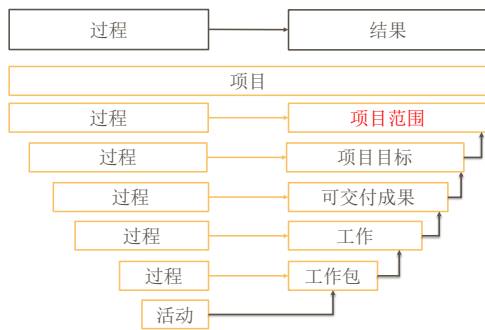 过程 结果
项目
过程 项目范围
过程 项目目标
过程 可交付成果
过程 工作
过程 工作包
活动